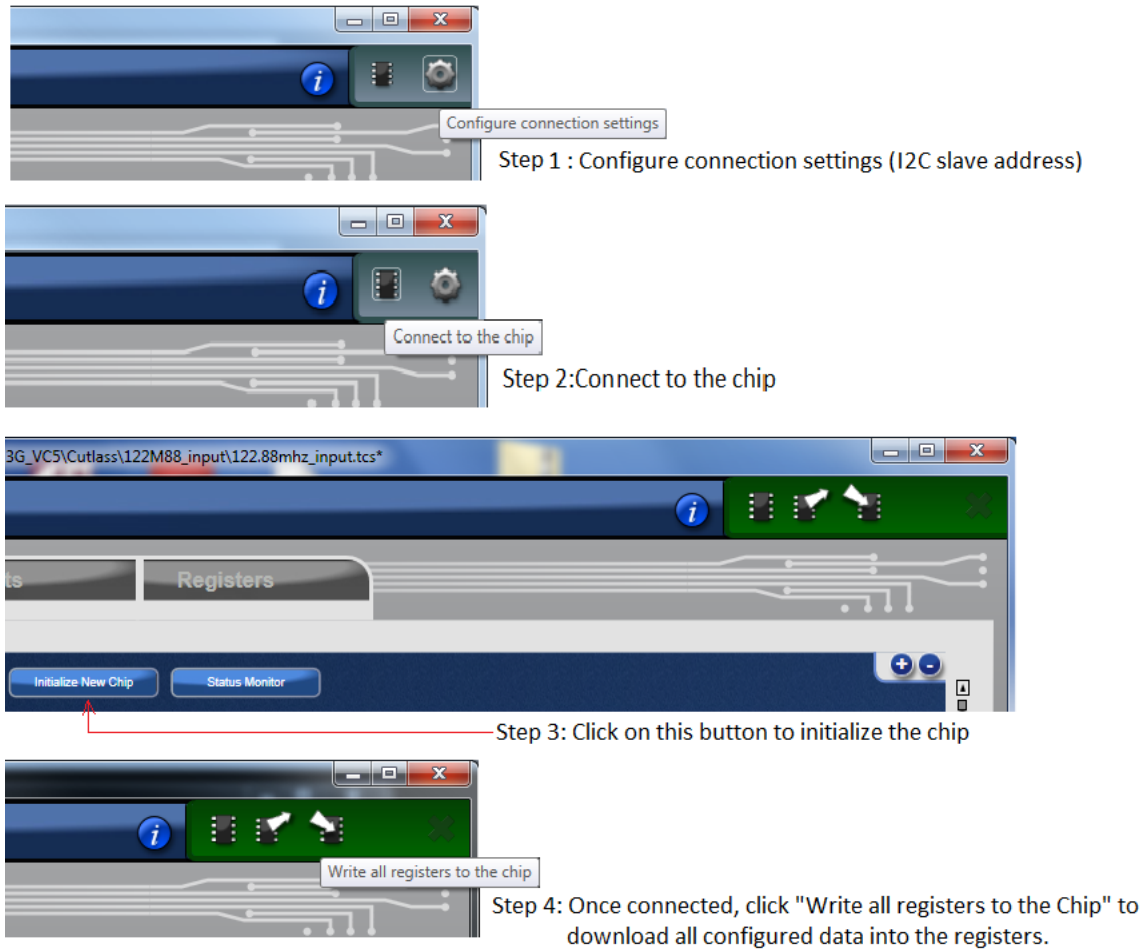 Configure connection settings
Step 1 : Configure connection settings (I2C slave address)
Connect to the chip
Step 2:Connect to the chip
3G_VC5\Cutlass\122M88_input\122.88mhz_input.tcs*
ts
Registers
Initialize New Chip
Status Monitor
Step 3: Click on this button to initialize the chip
Write all registers to the chip
Step 4: Once connected, click "Write all registers to the Chip" to
download all configured data into the registers.